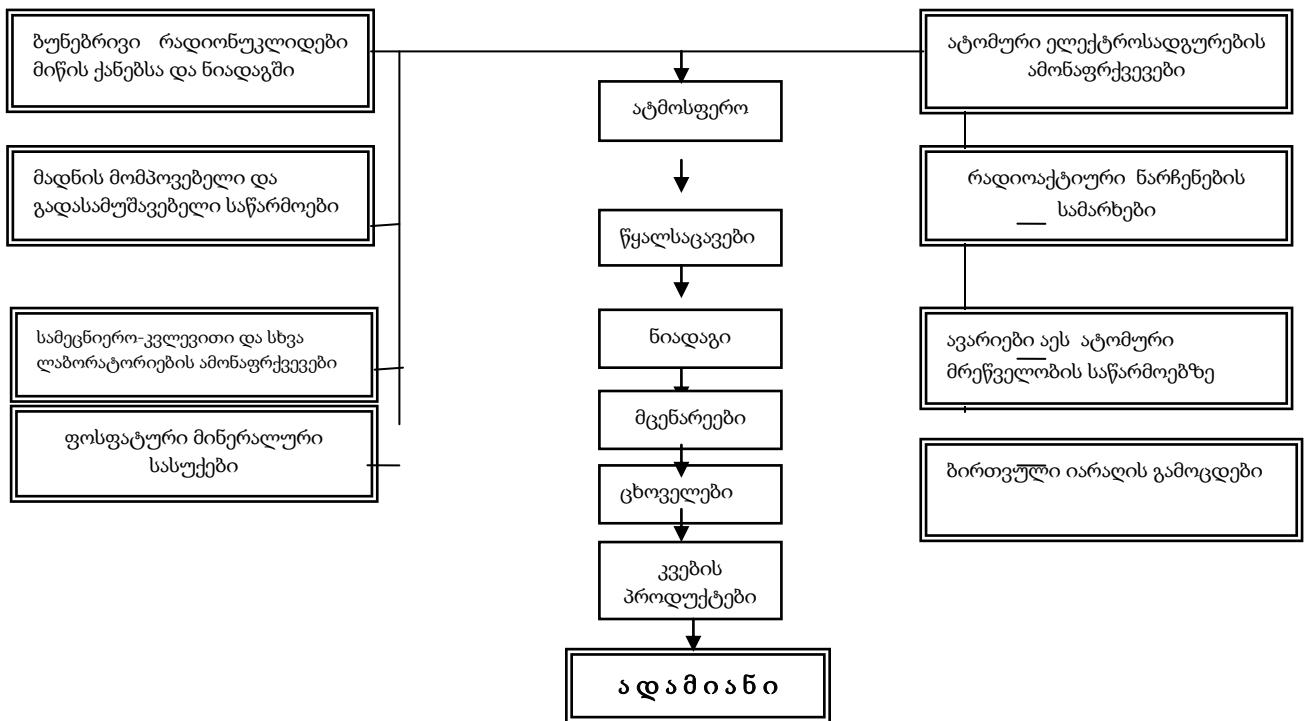 ბუნებრივი რადიონუკლიდები
მიწის ქანებსა და ნიადაგში
მადნის მომპოვებელი და
გადასამუშავებელი საწარმოები
სამეცნიერო-კვლევითი და სხვა
ლაბორატორიების ამონაფრქვევები
ფოსფატური მინერალური
სასუქები
ატმოსფერო
წყალსაცავები
ნიადაგი
მცენარეები
ცხოველები
კვების
პროდუქტები
ა დ ა მ ი ა ნ ი
ატომური ელექტროსადგურების
ამონაფრქვევები
რადიოაქტიური ნარჩენების
სამარხები
ავარიები აეს ატომური
მრეწველობის საწარმოებზე
ბირთვული იარაღის გამოცდები